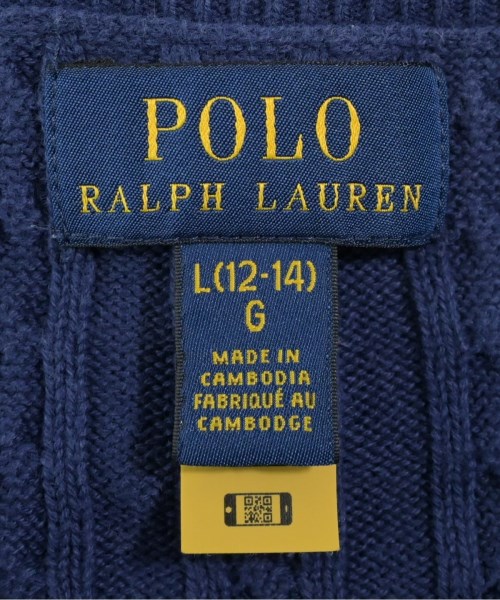 POLO
RALPH LAUREN
L(12-14)
G
MADE IN
CAMBODIA
FABRIQUÉ AU
CAMBODGE